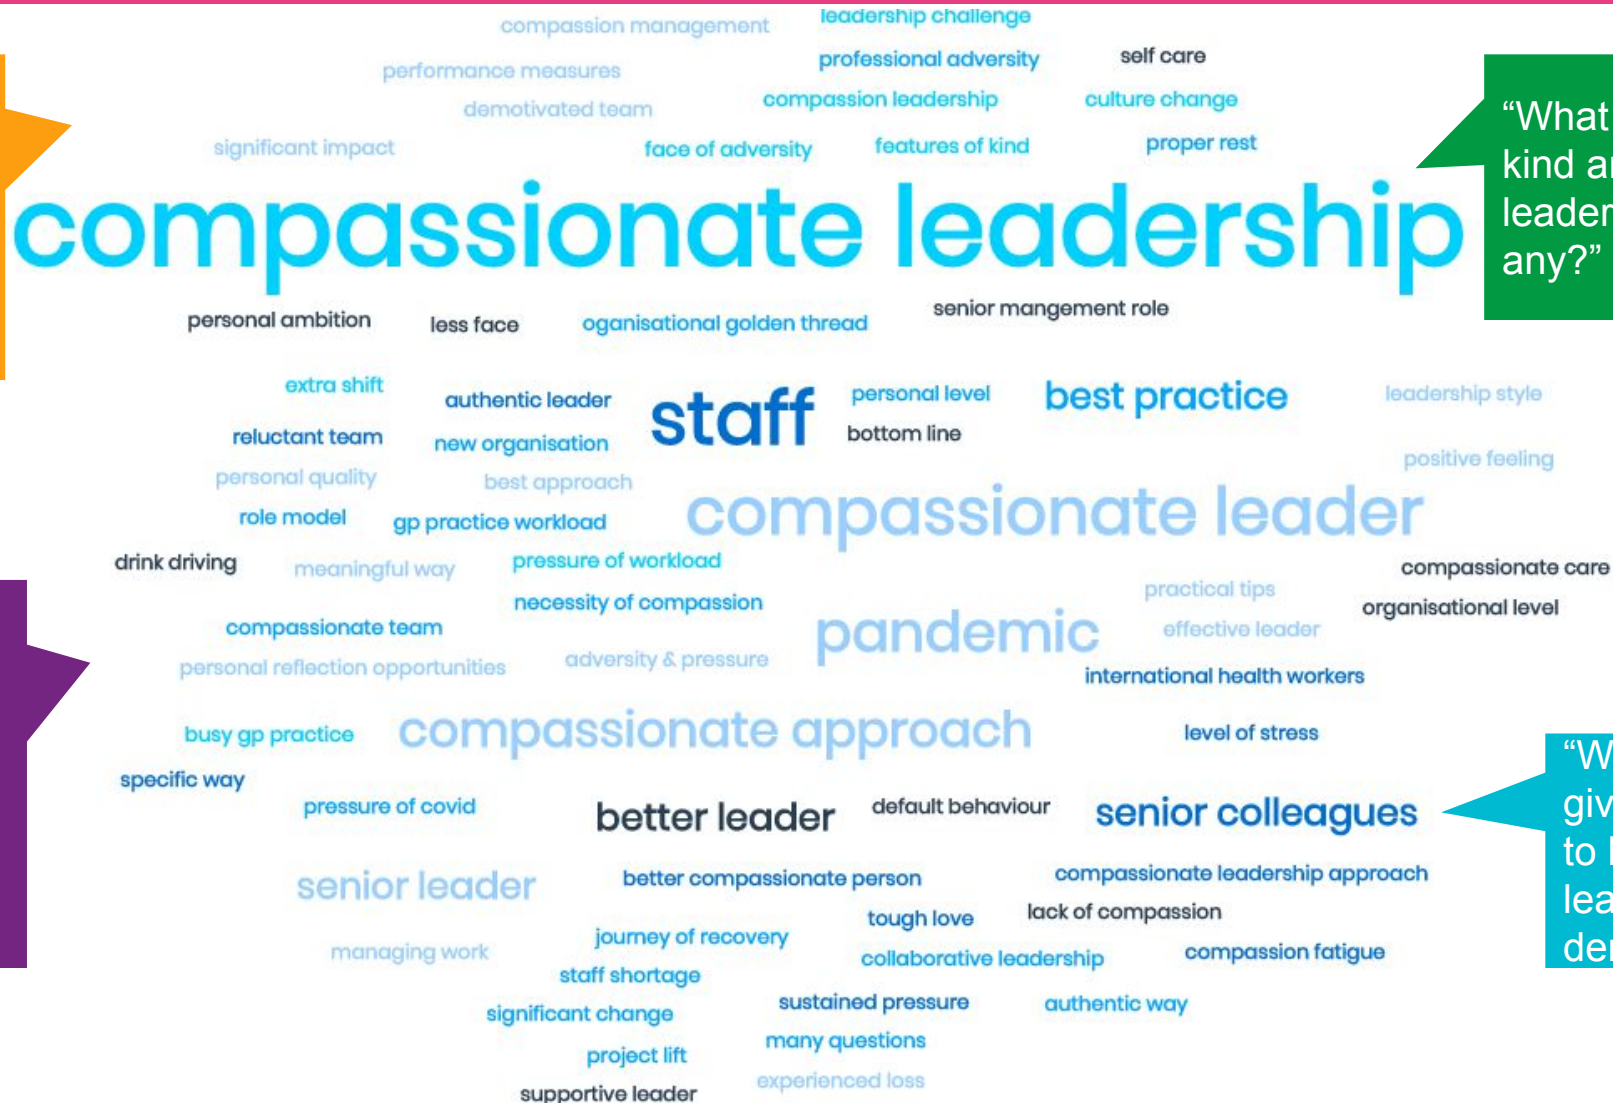 compassion management
leadership challenge
performance measures
professional adversity
self care
demotivated team
compassion leadership
culture change
significant impact
face of adversity
features of kind
proper rest
compassionate leadership
“What
kind
leader
any?”
personal ambition
less face
oganisational golden thread
senior mangement role
extra shift
authentic leader
staff
personal level
best practice
leadership style
reluctant team
new organisation
bottom line
personal quality
best approach
positive feeling
role model
gp practice workload
compassionate leader
drink driving
meaningful way
pressure of workload
compassionate care
necessity of compassion
practical tips
organisational level
compassionate team
pandemic
effective leader
personal reflection opportunities
adversity & pressure
international health workers
busy gp practice
compassionate approach
level of stress
specific way
pressure of covid
better leader
default behaviour
senior colleagues
“W
giv
to
lea
der
senior leader
better compassionate person
compassionate leadership approach
tough love
lack of compassion
managing work
journey of recovery
collaborative leadership
compassion fatigue
staff shortage
significant change
sustained pressure
authentic way
project lift
many questions
supportive leader
experienced loss